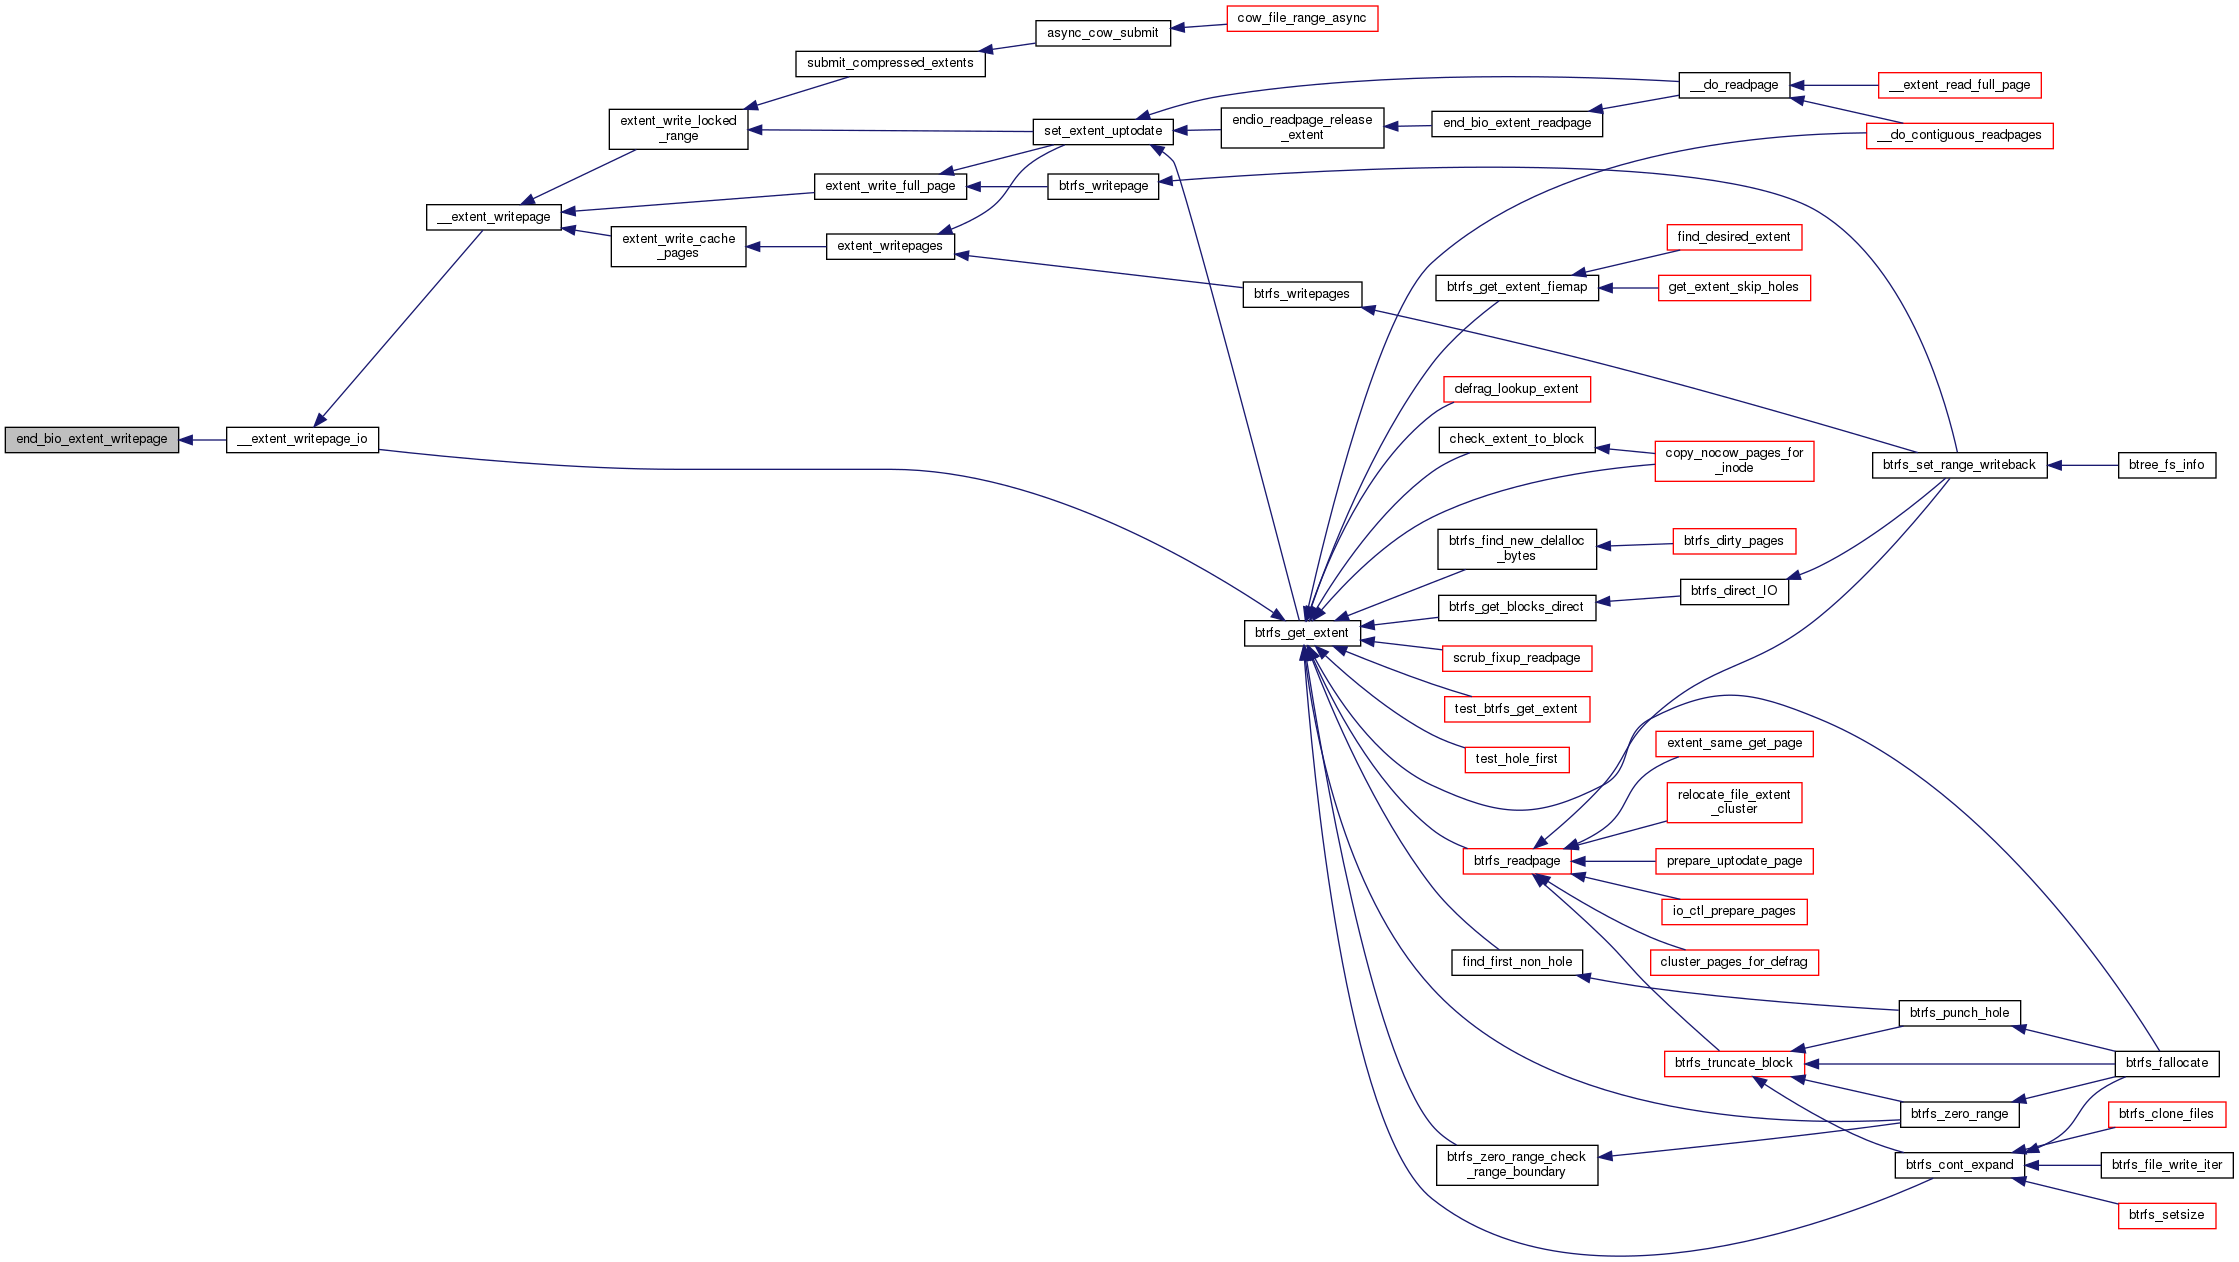 cow_file_range_async
async_cow_submit
submit_compressed_extents
__do_readpage
__extent_read_full_page
extent_write_locked
_range
set_extent_uptodate
endio_readpage_release
_extent
end_bio_extent_readpage
__do_contiguous_readpages
extent_write_full_page
btrfs_writepage
__extent_writepage
extent_write_cache
_pages
extent_writepages
find_desired_extent
btrfs_writepages
btrfs_get_extent_fiemap
get_extent_skip_holes
defrag_lookup_extent
end_bio_extent_writepage
__extent_writepage_io
check_extent_to_block
copy_nocow_pages_for
_inode
btrfs_set_range_writeback
btree_fs_info
btrfs_find_new_delalloc
_bytes
btrfs_dirty_pages
btrfs_get_blocks_direct
btrfs_direct_IO
btrfs_get_extent
scrub_fixup_readpage
test_btrfs_get_extent
test_hole_first
extent_same_get_page
relocate_file_extent
_cluster
btrfs_readpage
prepare_uptodate_page
io_ctl_prepare_pages
find_first_non_hole
cluster_pages_for_defrag
btrfs_punch_hole
btrfs_truncate_block
btrfs_fallocate
btrfs_zero_range
btrfs_clone_files
btrfs_zero_range_check
_range_boundary
btrfs_cont_expand
btrfs_file_write_iter
btrfs_setsize